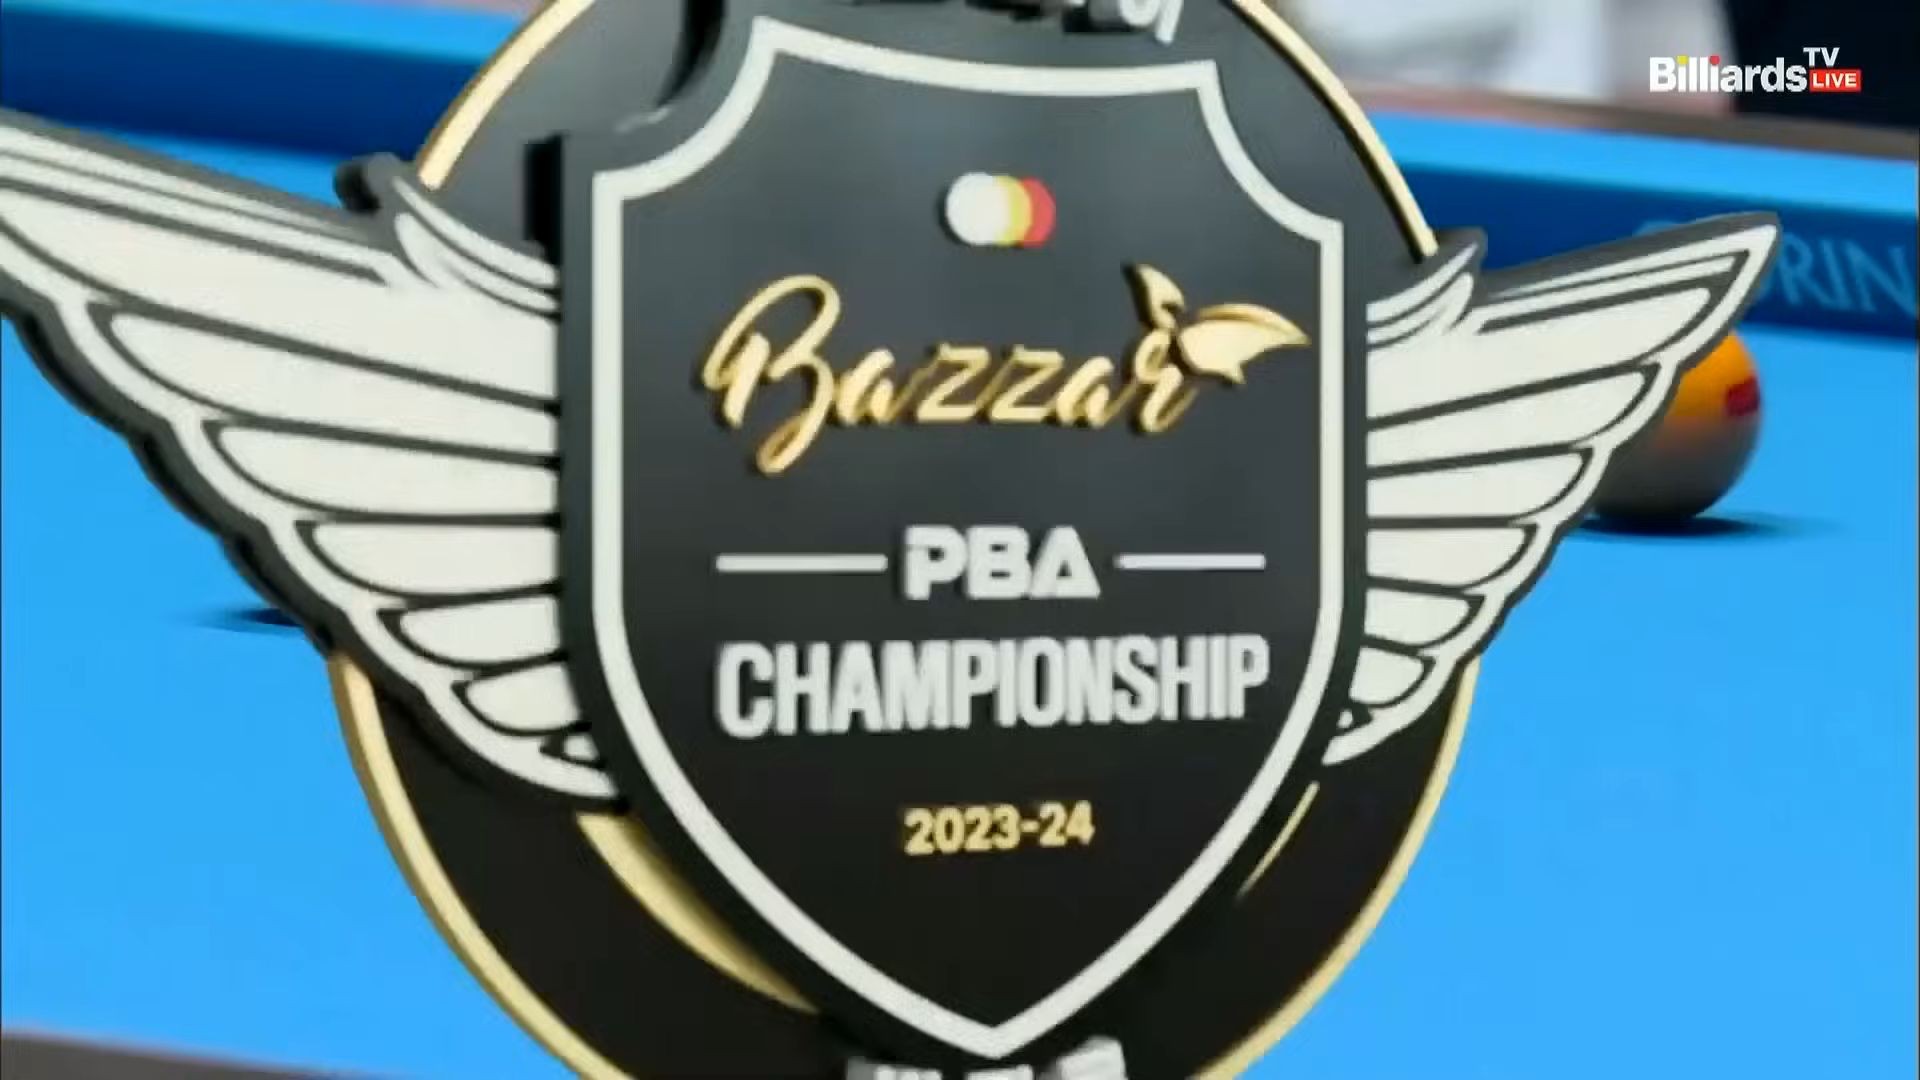 Billiards TV LIVE
Bazzar
PBA
CHAMPIONSHIP
2023-24